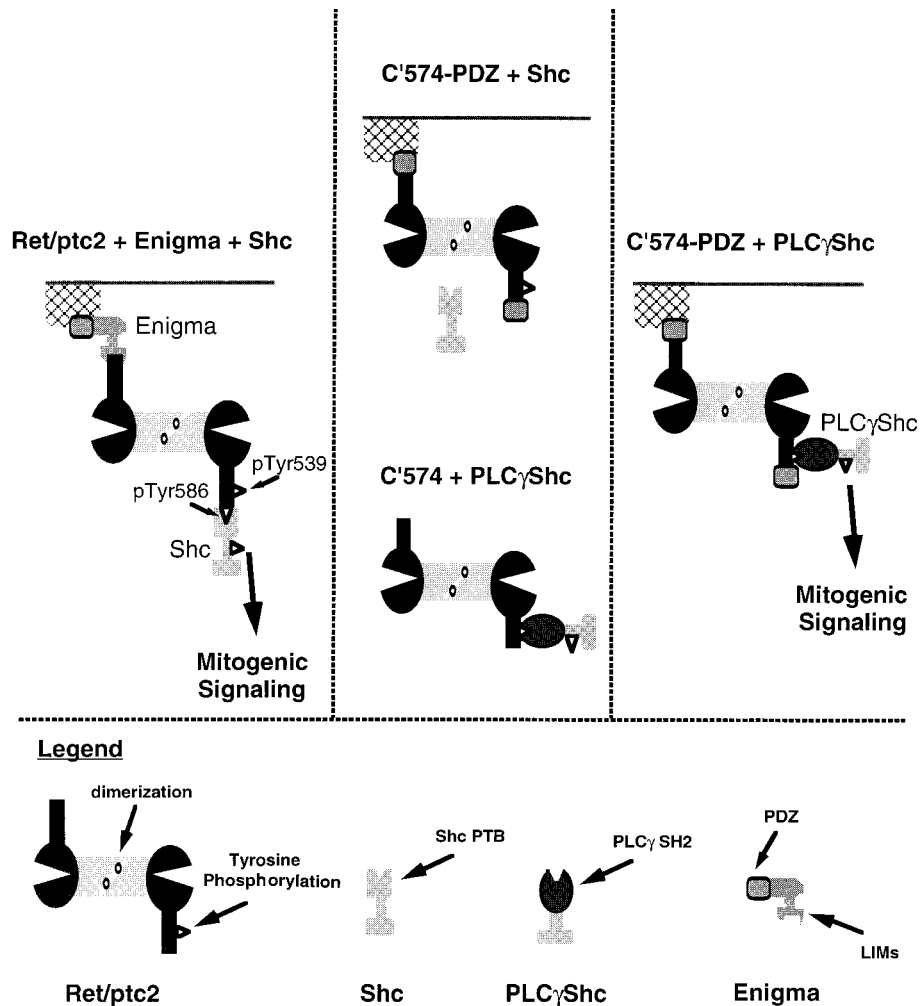 Ret/ptc2 + Enigma + Shc
Enigma
pTyr539
pTyr586
Shc
Mitogenic
Signaling
C'574-PDZ + Shc
C'574 + PLCγShc
C'574-PDZ + PLCγShc
PLCγShc
Mitogenic
Signaling
Legend
dimerization
Tyrosine
Phosphorylation
Ret/ptc2
Shc PTB
Shc
PLCγ SH2
PLCγShc
PDZ
LIMs
Enigma